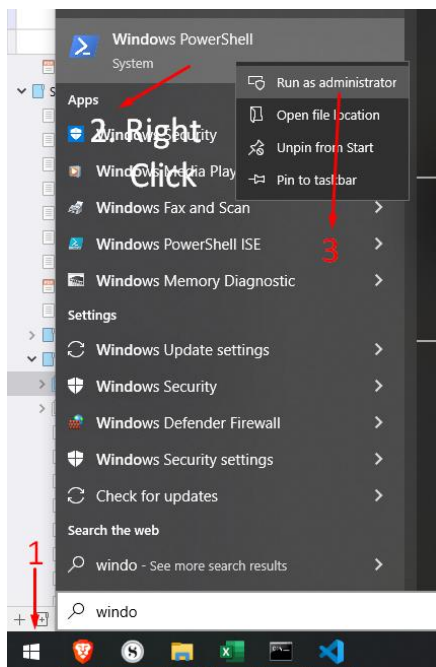 Windows PowerShell
System
Run as administrator
Open file location
Unpin from Start
Pin to taskbar
Apps
Windows Security
2. Right
Click
Windows Media Play
Windows Fax and Scan
3
Windows PowerShell ISE
Windows Memory Diagnostic
Settings
Windows Update settings
Windows Security
Windows Defender Firewall
Windows Security settings
Check for updates
Search the web
1
windo - See more search results
windo